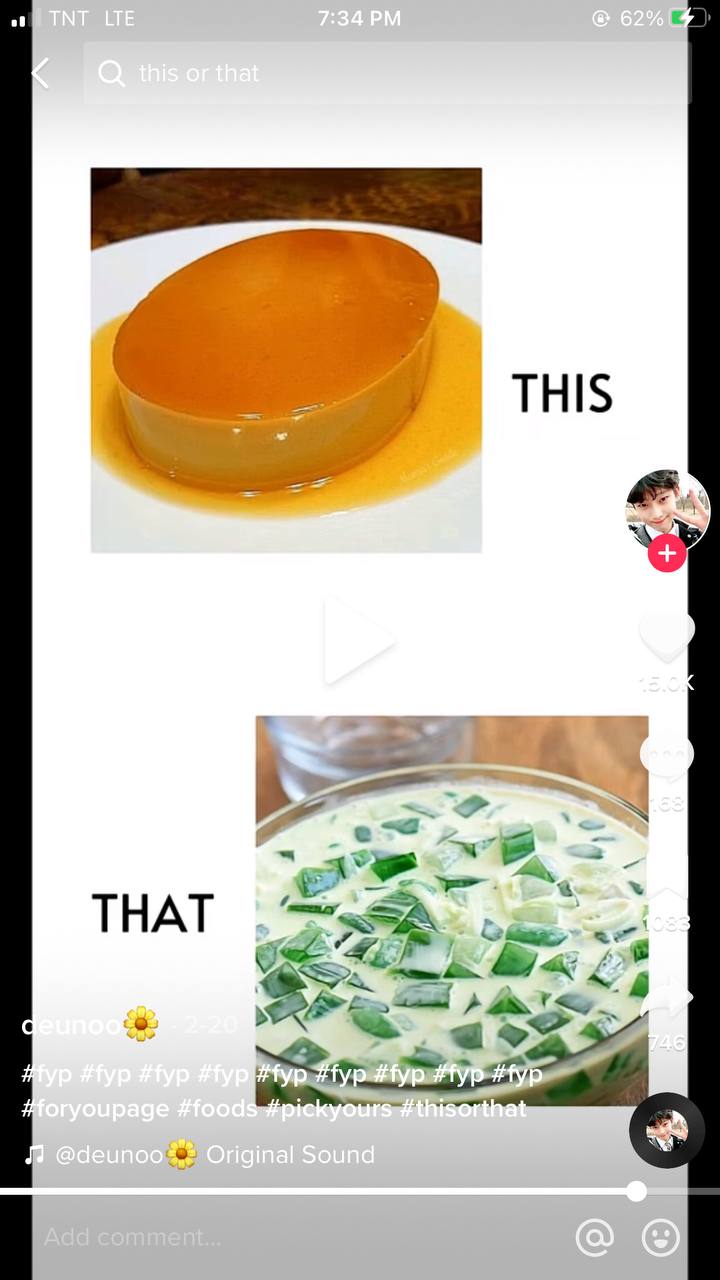 TNT LTE 7:34 PM 62%
this or that
THIS
15.0K
168
1083
THAT
deunoo🌼 · 2-20
746
#fyp #fyp #fyp #fyp #fyp #fyp #fyp #fyp #fyp
#foryoupage #foods #pickyours #thisorthat
@deunoo🌼 Original Sound
Add comment...